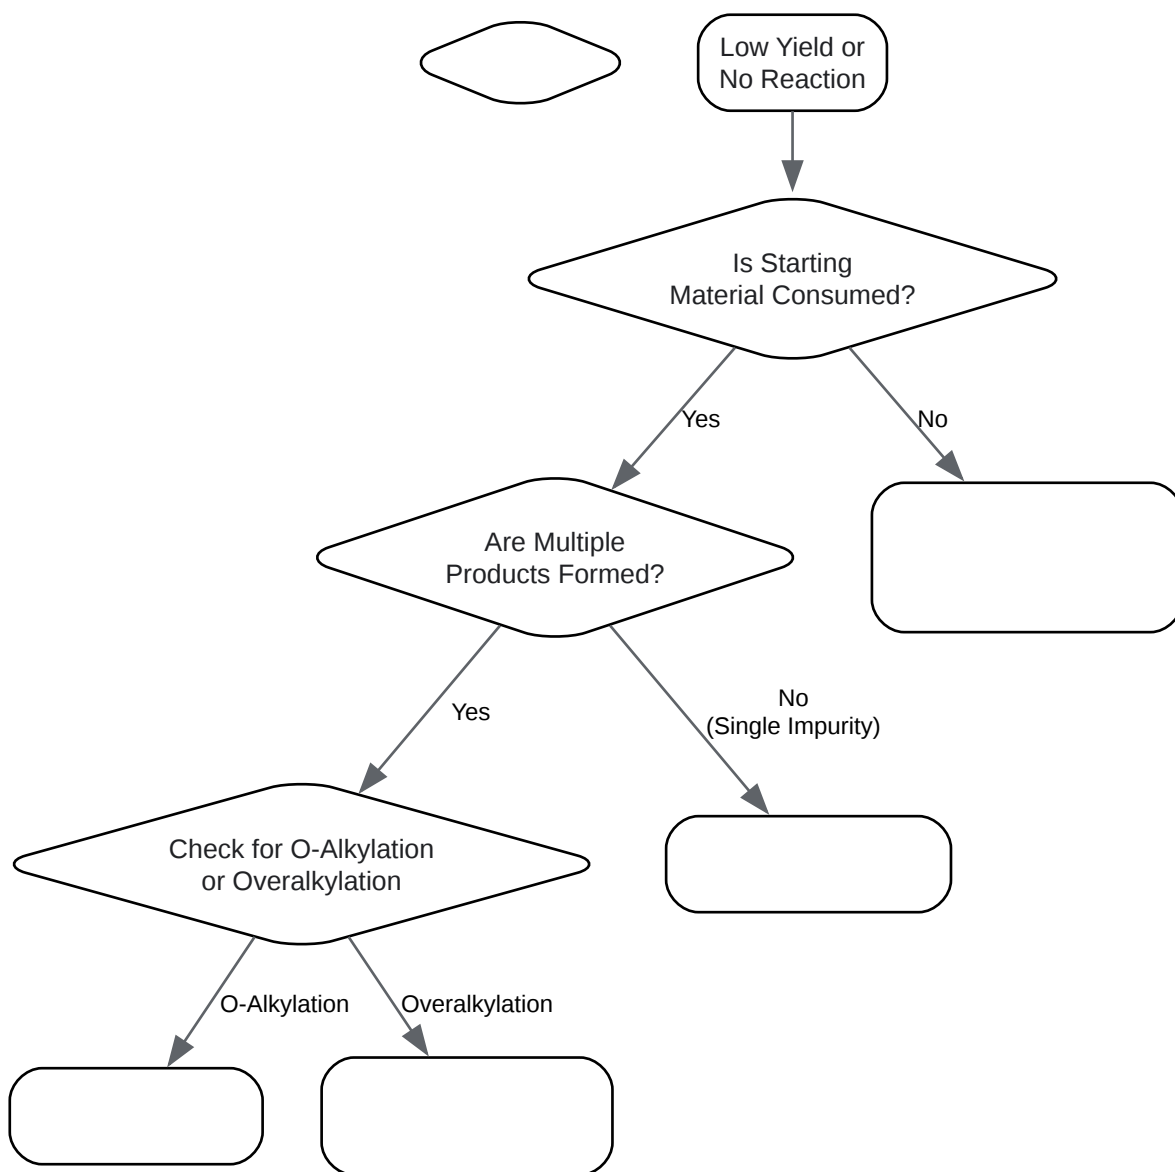 Low Yield or
No Reaction
Is Starting
Material Consumed?
Yes
No
Are Multiple
Products Formed?
Yes
No
(Single Impurity)
Check for O-Alkylation
or Overalkylation
O-Alkylation
Overalkylation